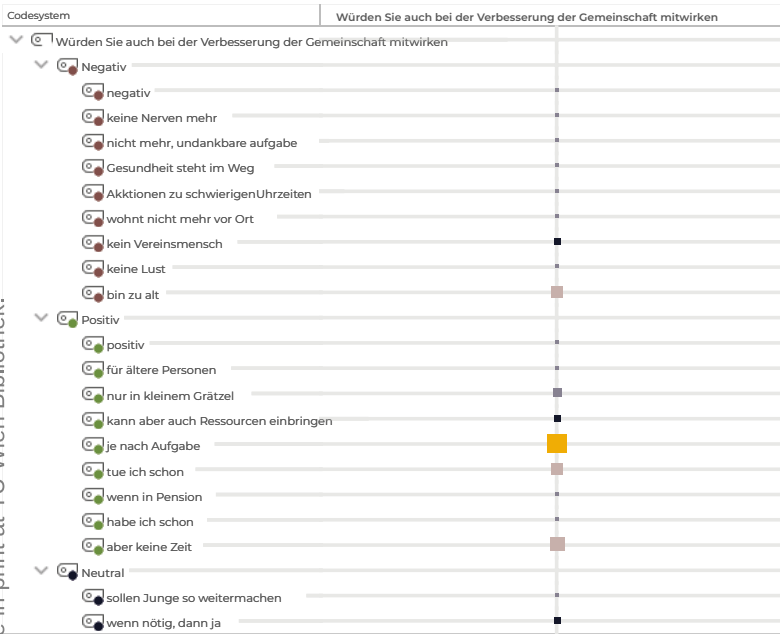 Codesystem
Würden Sie auch bei der Verbesserung der Gemeinschaft mitwirken
Würden Sie auch bei der Verbesserung der Gemeinschaft mitwirken
Negativ
negativ
keine Nerven mehr
nicht mehr, undankbare aufgabe
Gesundheit steht im Weg
Akktionen zu schwierigenUhrzeiten
wohnt nicht mehr vor Ort
kein Vereinsmensch
keine Lust
bin zu alt
Positiv
positiv
für ältere Personen
nur in kleinem Grätzel
kann aber auch Ressourcen einbringen
je nach Aufgabe
tue ich schon
wenn in Pension
habe ich schon
aber keine Zeit
Neutral
sollen Junge so weitermachen
wenn nötig, dann ja